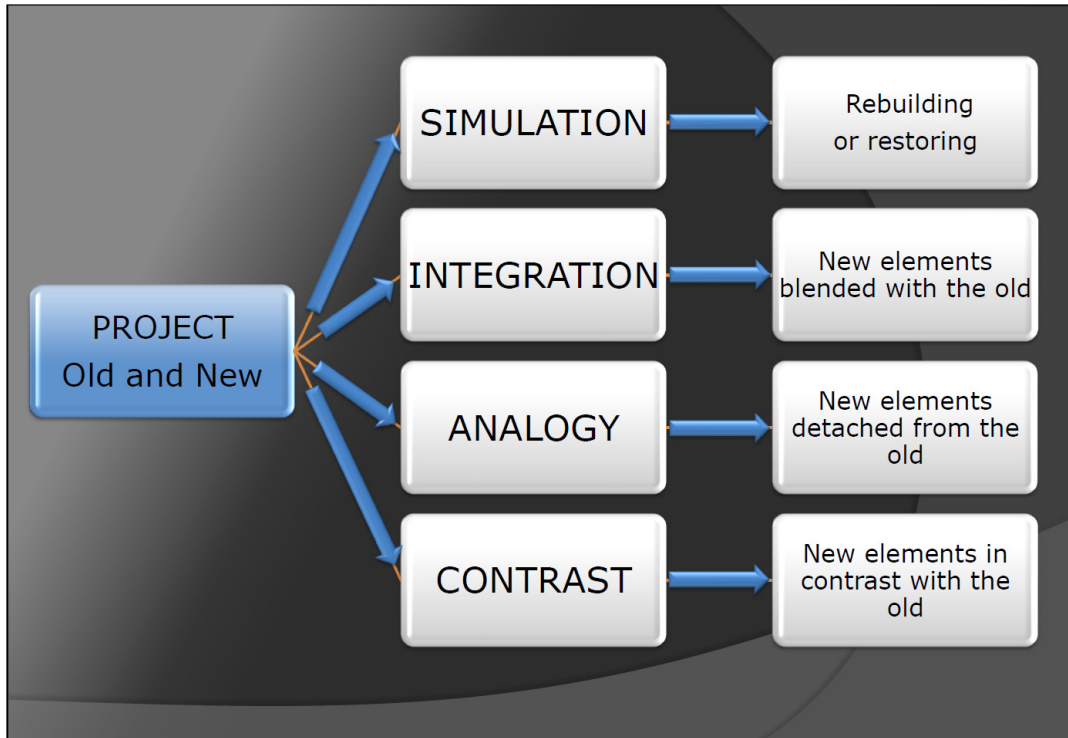 PROJECT
Old and New
SIMULATION
Rebuilding
or restoring
INTEGRATION
New elements
blended with the old
ANALOGY
New elements
detached from the
old
CONTRAST
New elements in
contrast with the
old